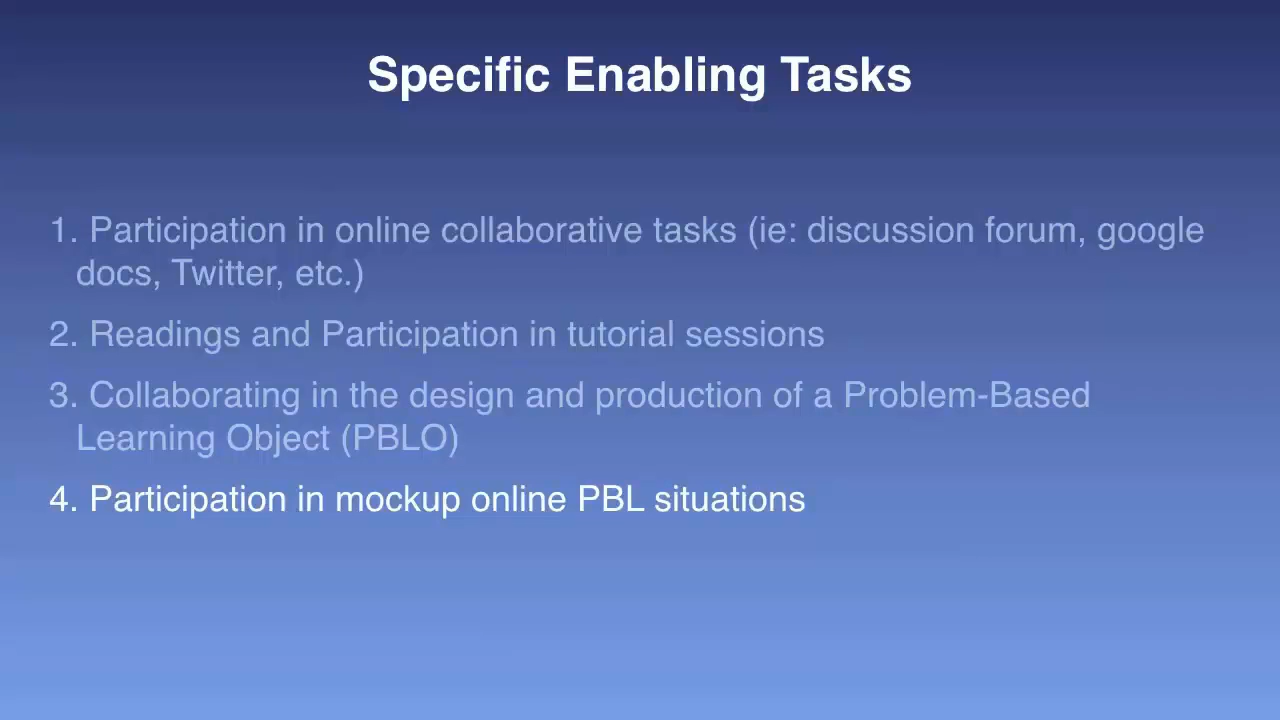 Specific Enabling Tasks
1. Participation in online collaborative tasks (ie: discussion forum, google
docs, Twitter, etc.)
2. Readings and Participation in tutorial sessions
3. Collaborating in the design and production of a Problem-Based
Learning Object (PBLO)
4. Participation in mockup online PBL situations